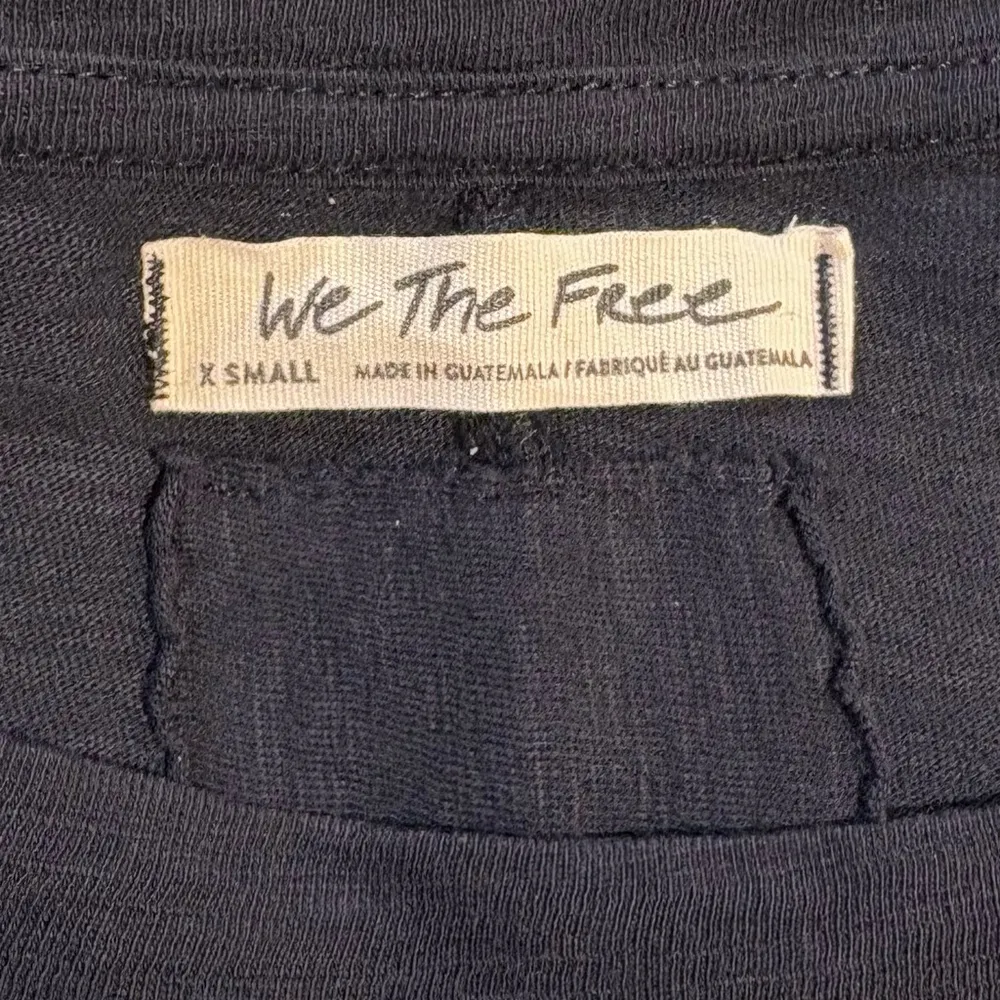 We The Free
X SMALL MADE IN GUATEMALA / FABRIQUÉ AU GUATEMALA